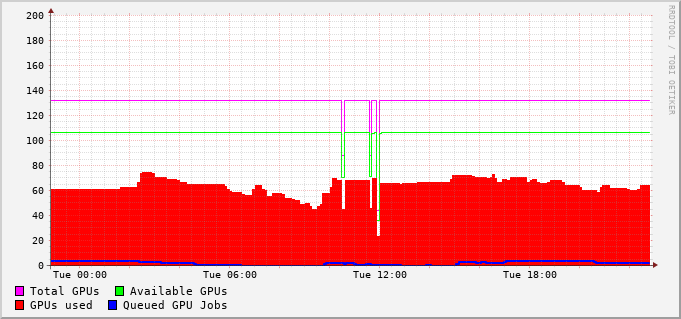 RRDTOOL / TOBI OETIKER
200
180
160
140
120
100
80
60
40
20
0
Tue 00:00 Tue 06:00 Tue 12:00 Tue 18:00
Total GPUs Available GPUs
GPUs used Queued GPU Jobs